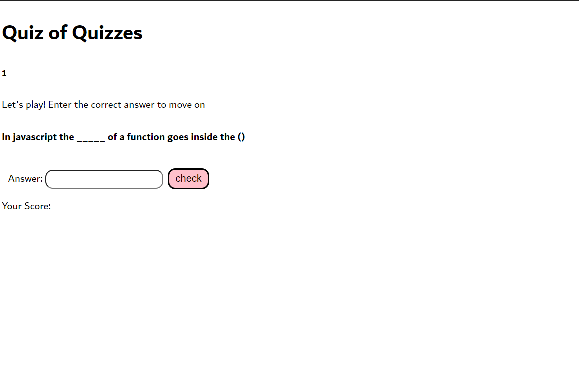 Quiz of Quizzes
1
Let's play! Enter the correct answer to move on
In javascript the _____ of a function goes inside the ()
Answer: check
Your Score: